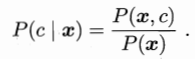 P(c | x) = P(x, c) / P(x) .